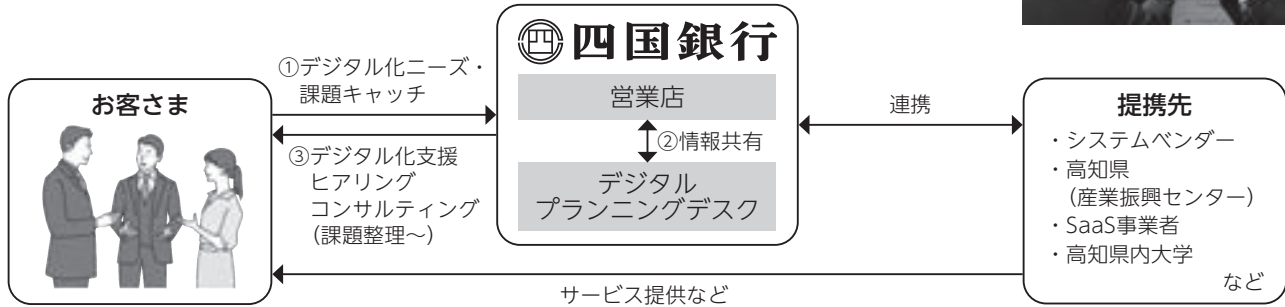 四国銀行
①デジタル化ニーズ・
課題キャッチ
お客さま
営業店
②情報共有
デジタル
プランニングデスク
③デジタル化支援
ヒアリング
コンサルティング
(課題整理～)
連携
提携先
・システムベンダー
・高知県
(産業振興センター)
・SaaS事業者
・高知県内大学
など
サービス提供など